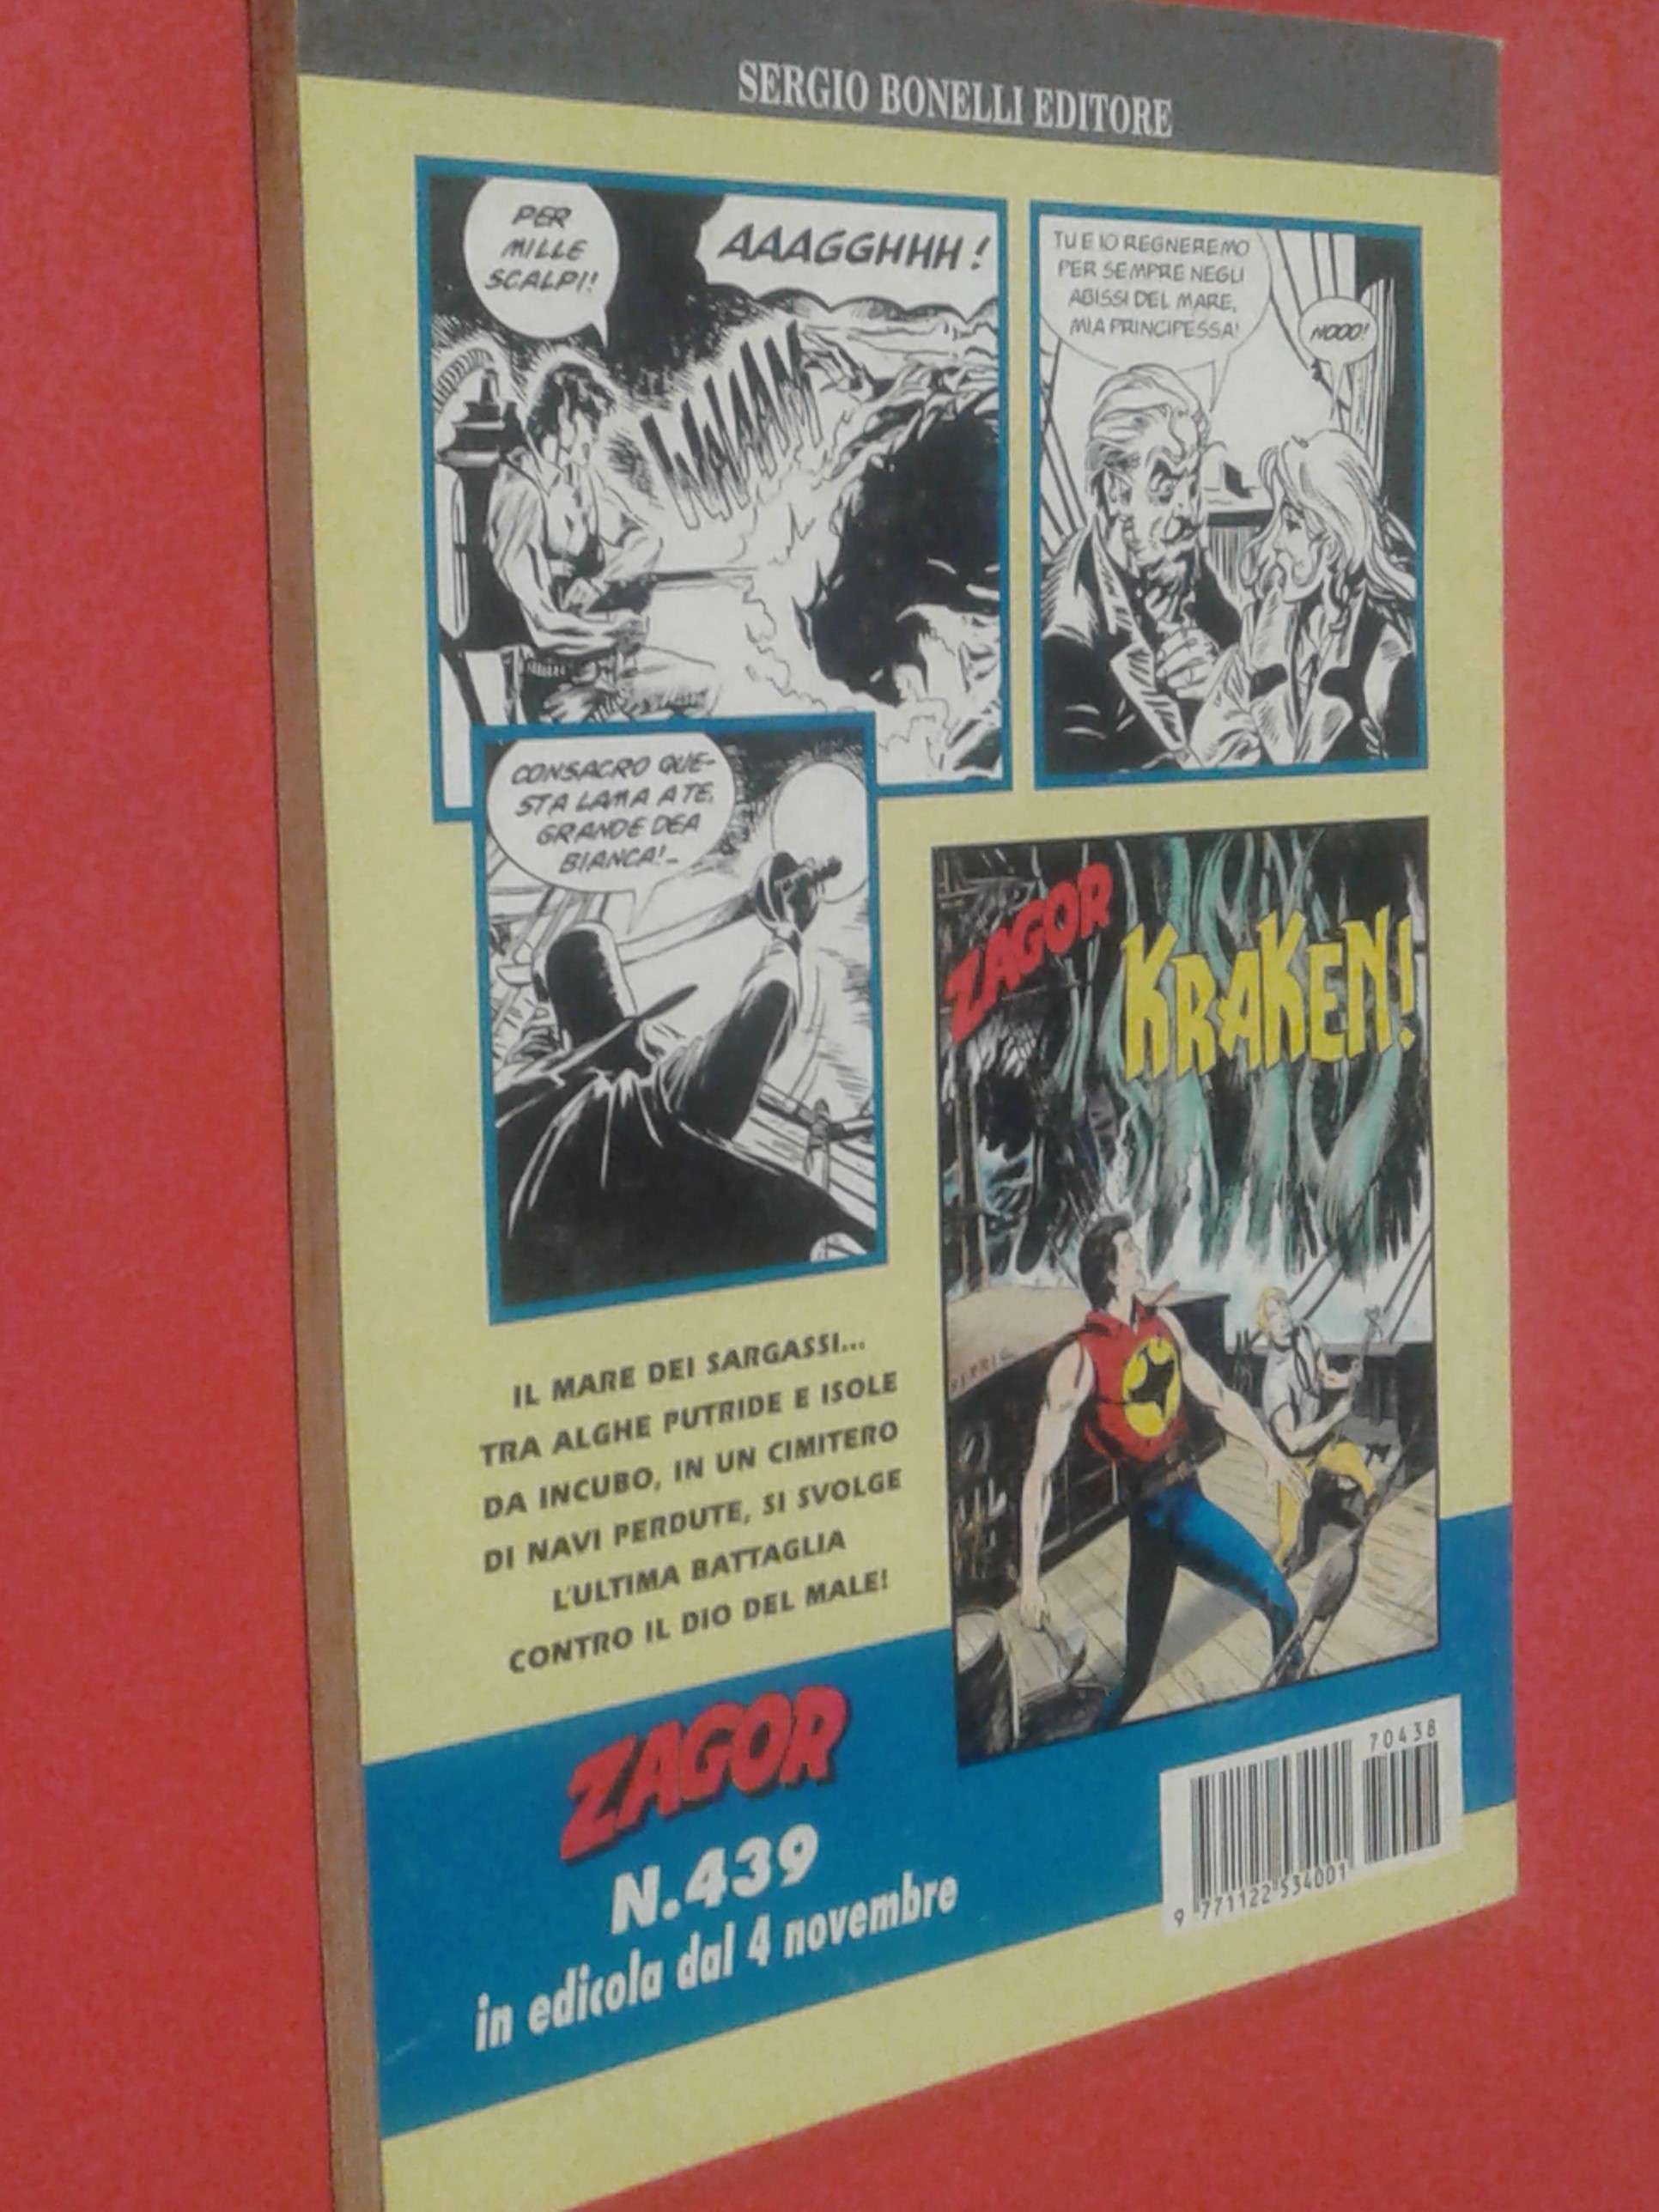 SERGIO BONELLI EDITORE
PER
MILLE
SCALPI!
AAAGGHHH!
WAAAM
TU E IO REGNEREMO
PER SEMPRE NEGLI
ABISSI DEL MARE,
MIA PRINCIPESSA!
NOOO!
CONSACRO QUE-
STA LAMA A TE,
GRANDE DEA
BIANCA!..
ZAGOR
KRAKEN!
IL MARE DEI SARGASSI...
TRA ALGHE PUTRIDE E ISOLE
DA INCUBO, IN UN CIMITERO
DI NAVI PERDUTE, SI SVOLGE
L'ULTIMA BATTAGLIA
CONTRO IL DIO DEL MALE!
ZAGOR
N.439
in edicola dal 4 novembre
70438
9 771122 534001